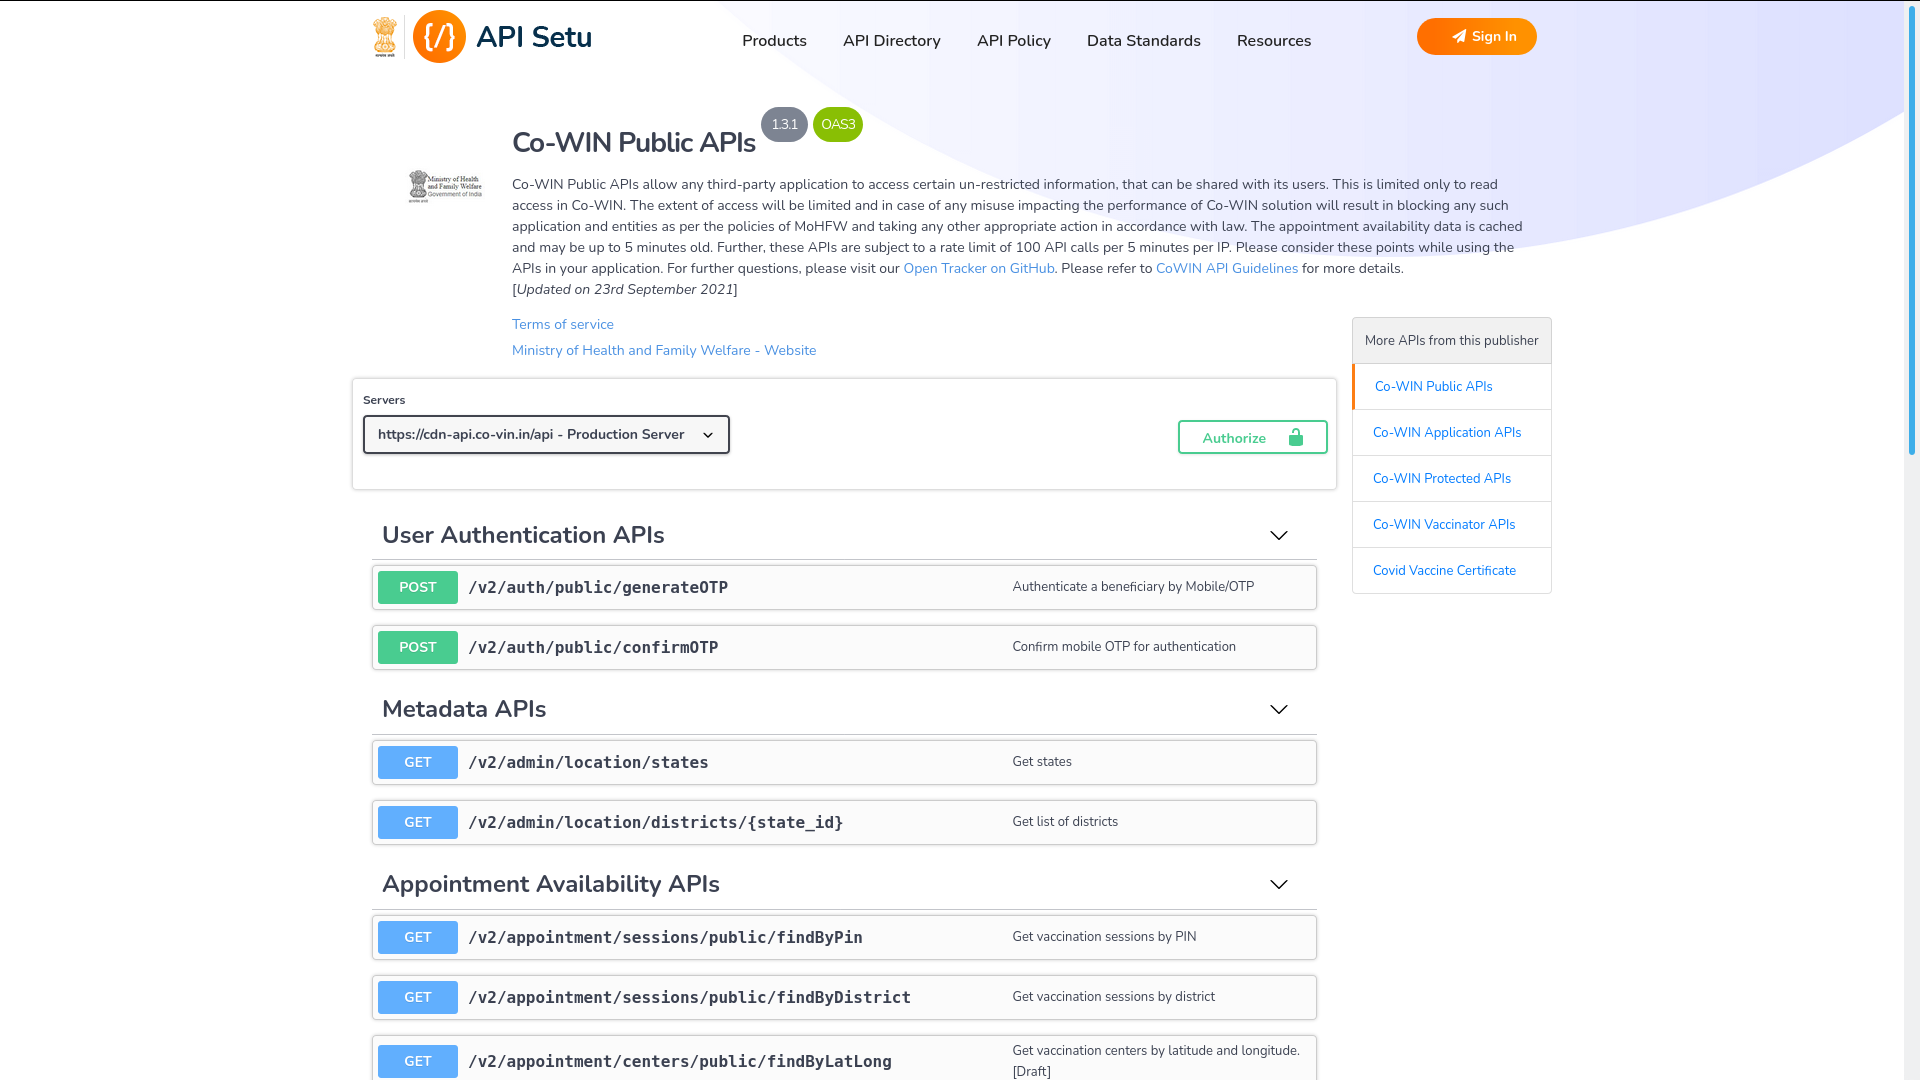 API Setu
Products
API Directory
API Policy
Data Standards
Resources
Sign In
Co-WIN Public APIs
1.3.1
OAS3
Ministry of Health
and Family Welfare
Government of India
Co-WIN Public APIs allow any third-party application to access certain un-restricted information, that can be shared with its users. This is limited only to read
access in Co-WIN. The extent of access will be limited and in case of any misuse impacting the performance of Co-WIN solution will result in blocking any such
application and entities as per the policies of MoHFW and taking any other appropriate action in accordance with law. The appointment availability data is cached
and may be up to 5 minutes old. Further, these APIs are subject to a rate limit of 100 API calls per 5 minutes per IP. Please consider these points while using the
APIs in your application. For further questions, please visit our Open Tracker on GitHub. Please refer to CoWIN API Guidelines for more details.
[Updated on 23rd September 2021]
Terms of service
Ministry of Health and Family Welfare - Website
Servers
https://cdn-api.co-vin.in/api - Production Server
Authorize
More APIs from this publisher
Co-WIN Public APIs
Co-WIN Application APIs
Co-WIN Protected APIs
Co-WIN Vaccinator APIs
Covid Vaccine Certificate
User Authentication APIs
POST /v2/auth/public/generateOTP Authenticate a beneficiary by Mobile/OTP
POST /v2/auth/public/confirmOTP Confirm mobile OTP for authentication
Metadata APIs
GET /v2/admin/location/states Get states
GET /v2/admin/location/districts/{state_id} Get list of districts
Appointment Availability APIs
GET /v2/appointment/sessions/public/findByPin Get vaccination sessions by PIN
GET /v2/appointment/sessions/public/findByDistrict Get vaccination sessions by district
GET /v2/appointment/centers/public/findByLatLong Get vaccination centers by latitude and longitude.
[Draft]